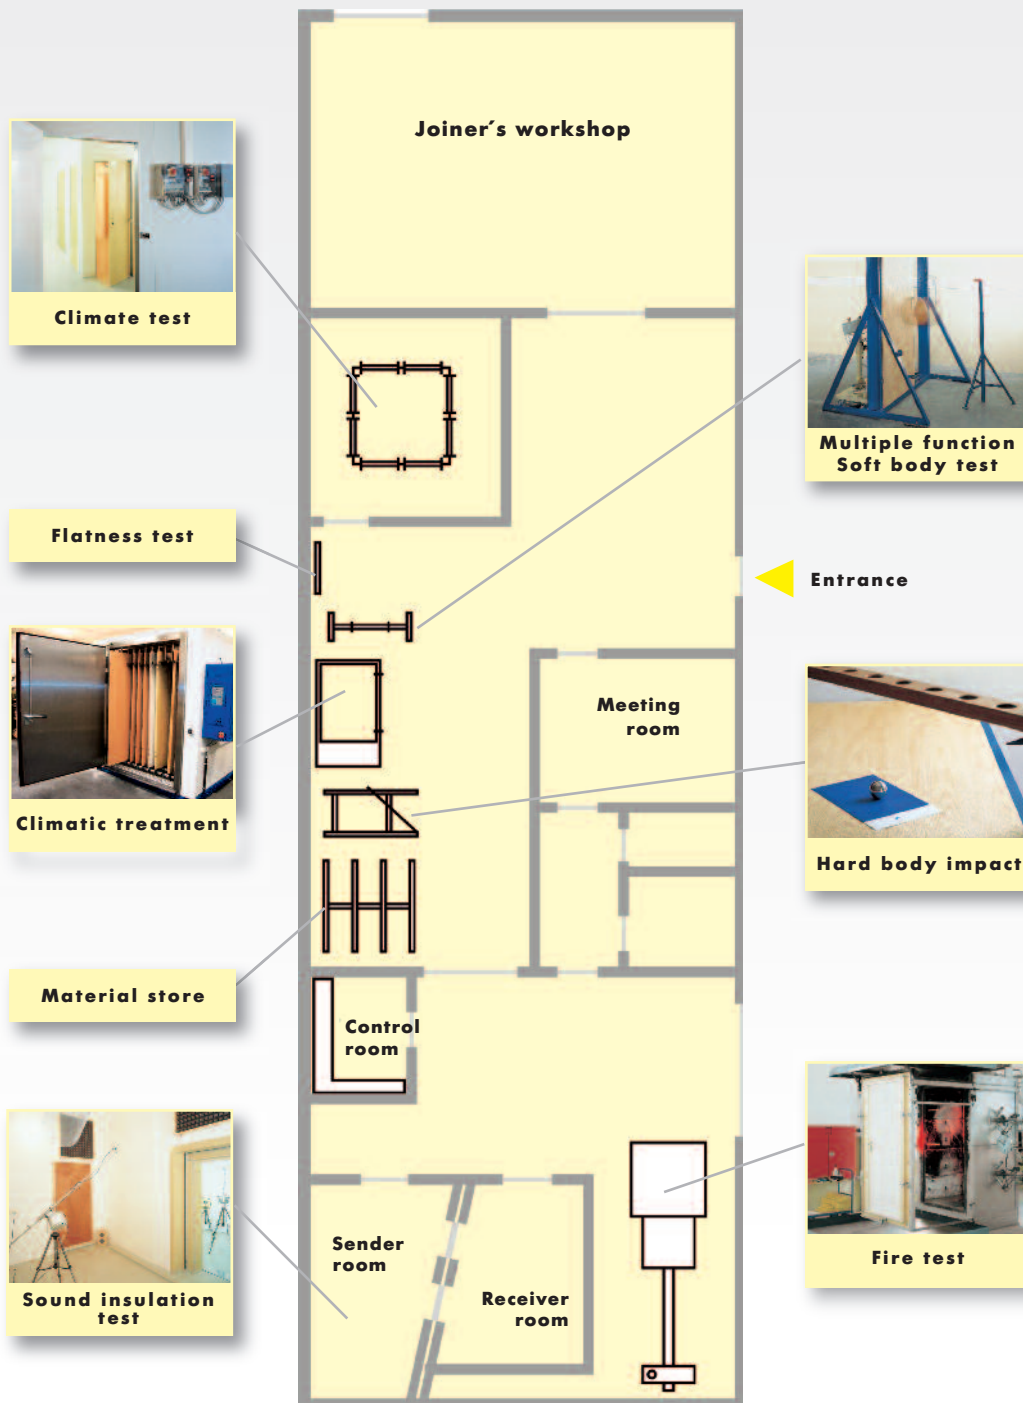 Joiner´s workshop
Climate test
Multiple function
Soft body test
Flatness test
Entrance
Meeting
room
Climatic treatment
Hard body impact
Material store
Control
room
Sender
room
Receiver
room
Fire test
Sound insulation
test